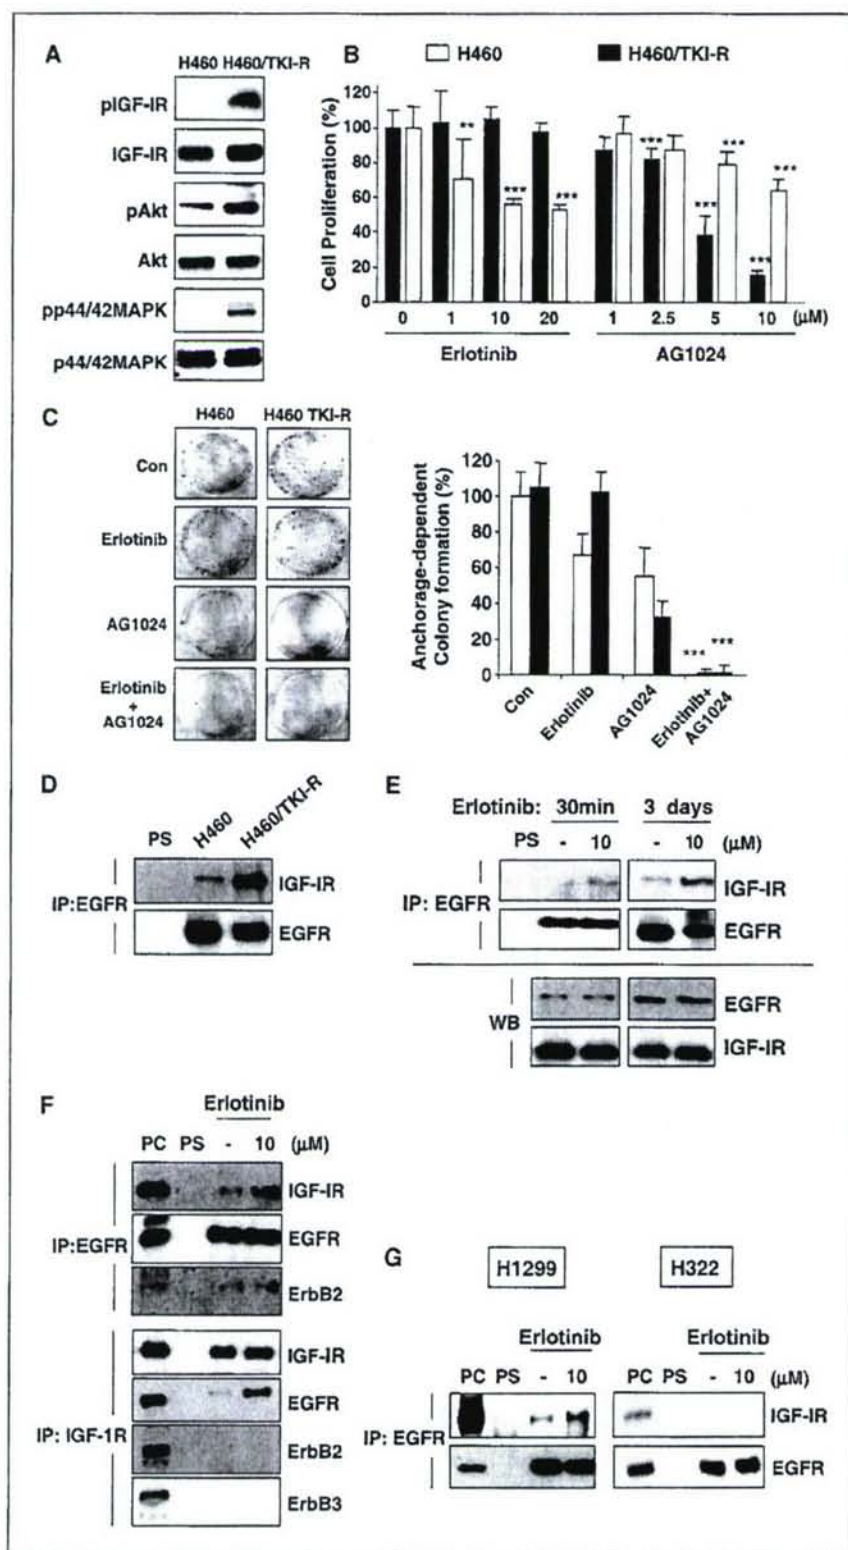 A
H460 H460/TKI-R
pIGF-IR
IGF-IR
pAkt
Akt
pp44/42MAPK
p44/42MAPK
B
H460 H460/TKI-R
Cell Proliferation (%)
120
100
80
60
40
20
0
** *** *** *** *** *** *** ***
0 1 10 20 1 2.5 5 10 (μM)
Erlotinib AG1024
C
H460 H460 TKI-R
Con
Erlotinib
AG1024
Erlotinib
+
AG1024
Anchorage-dependent
Colony formation (%)
120
100
80
60
40
20
0
*** ***
Con
Erlotinib
AG1024
Erlotinib+
AG1024
D
PS H460 H460/TKI-R
IP:EGFR
IGF-IR
EGFR
E
Erlotinib: 30min 3 days
PS - 10 - 10 (μM)
IP: EGFR
IGF-IR
EGFR
WB
EGFR
IGF-IR
F
Erlotinib
PC PS - 10 (μM)
IP:EGFR
IGF-IR
EGFR
ErbB2
IP: IGF-1R
IGF-IR
EGFR
ErbB2
ErbB3
G
H1299 H322
Erlotinib Erlotinib
PC PS - 10 PC PS - 10 (μM)
IP: EGFR
IGF-IR
EGFR